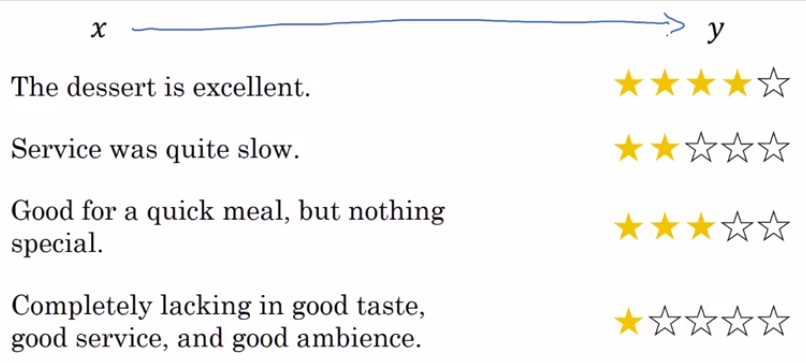 x y
The dessert is excellent.
Service was quite slow.
Good for a quick meal, but nothing
special.
Completely lacking in good taste,
good service, and good ambience.